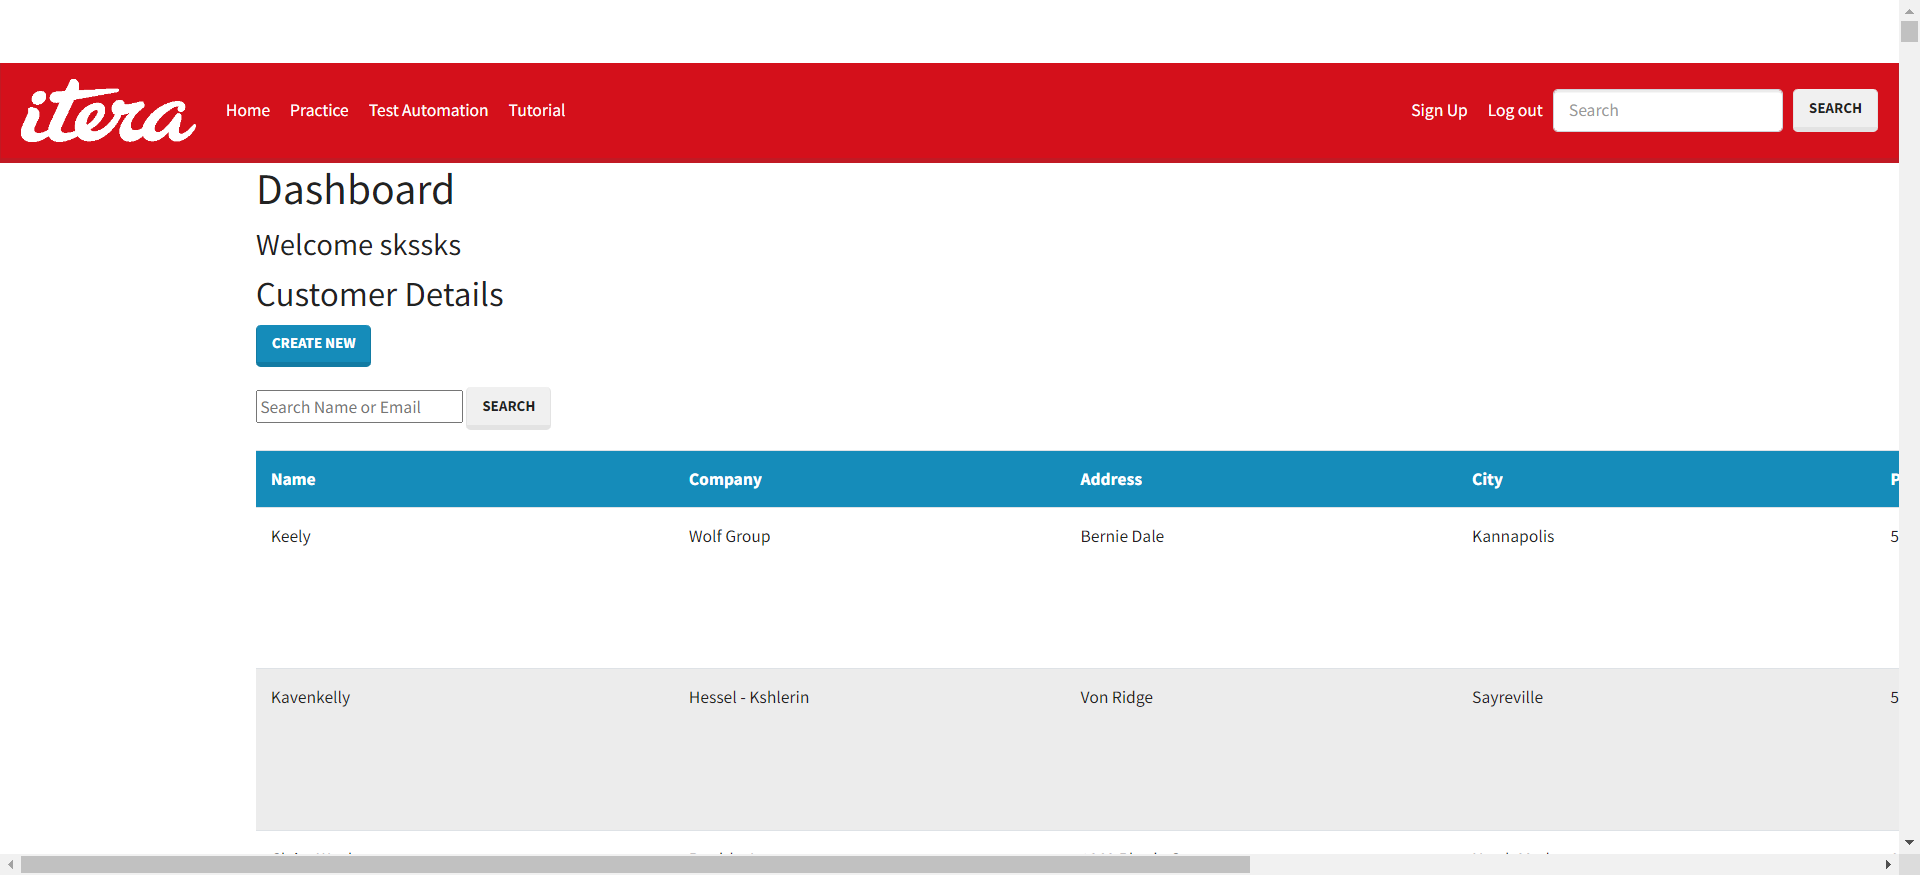 itera Home Practice Test Automation Tutorial Sign Up Log out Search SEARCH
Dashboard
Welcome skssks
Customer Details
CREATE NEW
Search Name or Email SEARCH
Name Company Address City P
Keely Wolf Group Bernie Dale Kannapolis 5
Kavenkelly Hessel - Kshlerin Von Ridge Sayreville 5